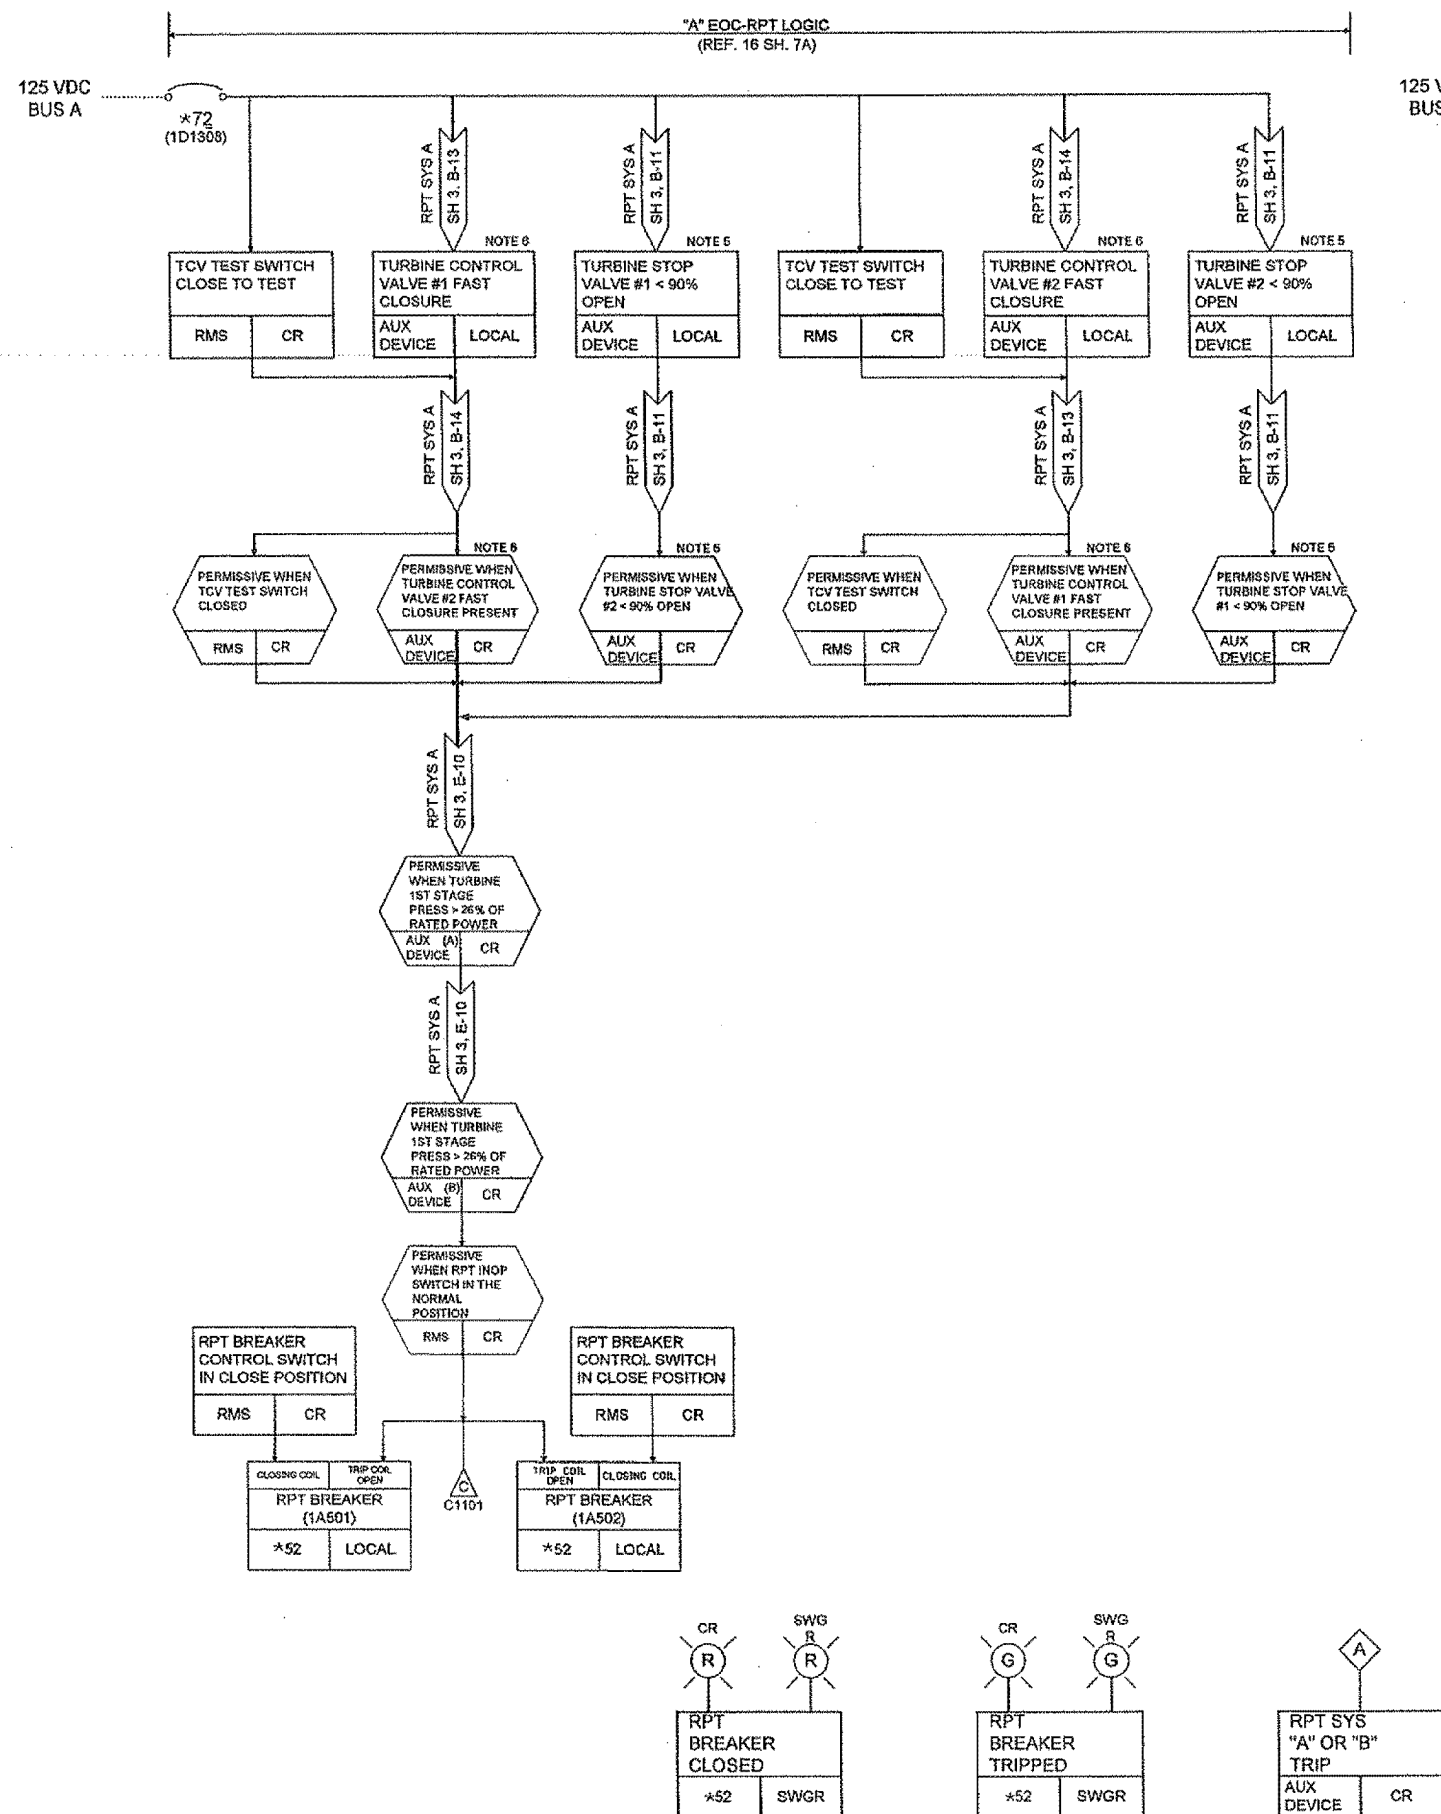 "A" EOC-RPT LOGIC
(REF. 16 SH. 7A)
125 VDC
BUS A
*72
(1D1308)
125 V
BUS
RPT SYS A
SH 3, B-13
RPT SYS A
SH 3, B-11
RPT SYS A
SH 3, B-14
RPT SYS A
SH 3, B-11
TCV TEST SWITCH
CLOSE TO TEST
RMS
CR
NOTE 6
TURBINE CONTROL
VALVE #1 FAST
CLOSURE
AUX
DEVICE
LOCAL
NOTE 5
TURBINE STOP
VALVE #1 < 90%
OPEN
AUX
DEVICE
LOCAL
TCV TEST SWITCH
CLOSE TO TEST
RMS
CR
NOTE 6
TURBINE CONTROL
VALVE #2 FAST
CLOSURE
AUX
DEVICE
LOCAL
NOTE 5
TURBINE STOP
VALVE #2 < 90%
OPEN
AUX
DEVICE
LOCAL
RPT SYS A
SH 3, B-14
RPT SYS A
SH 3, B-11
RPT SYS A
SH 3, B-13
RPT SYS A
SH 3, B-11
PERMISSIVE WHEN
TCV TEST SWITCH
CLOSED
RMS
CR
NOTE 6
PERMISSIVE WHEN
TURBINE CONTROL
VALVE #2 FAST
CLOSURE PRESENT
AUX
DEVICE
CR
NOTE 5
PERMISSIVE WHEN
TURBINE STOP VALVE
#2 < 90% OPEN
AUX
DEVICE
CR
PERMISSIVE WHEN
TCV TEST SWITCH
CLOSED
RMS
CR
NOTE 6
PERMISSIVE WHEN
TURBINE CONTROL
VALVE #1 FAST
CLOSURE PRESENT
AUX
DEVICE
CR
NOTE 5
PERMISSIVE WHEN
TURBINE STOP VALVE
#1 < 90% OPEN
AUX
DEVICE
CR
RPT SYS A
SH 3, E-10
PERMISSIVE
WHEN TURBINE
1ST STAGE
PRESS > 26% OF
RATED POWER
AUX (A)
DEVICE
CR
RPT SYS A
SH 3, E-10
PERMISSIVE
WHEN TURBINE
1ST STAGE
PRESS > 26% OF
RATED POWER
AUX (B)
DEVICE
CR
PERMISSIVE
WHEN RPT INOP
SWITCH IN THE
NORMAL
POSITION
RMS
CR
RPT BREAKER
CONTROL SWITCH
IN CLOSE POSITION
RMS
CR
RPT BREAKER
CONTROL SWITCH
IN CLOSE POSITION
RMS
CR
CLOSING COIL
TRIP COIL
OPEN
RPT BREAKER
(1A501)
*52
LOCAL
C
C1101
TRIP COIL
OPEN
CLOSING COIL
RPT BREAKER
(1A502)
*52
LOCAL
CR
R
SWG
R
R
RPT
BREAKER
CLOSED
*52
SWGR
CR
G
SWG
R
G
RPT
BREAKER
TRIPPED
*52
SWGR
A
RPT SYS
"A" OR "B"
TRIP
AUX
DEVICE
CR